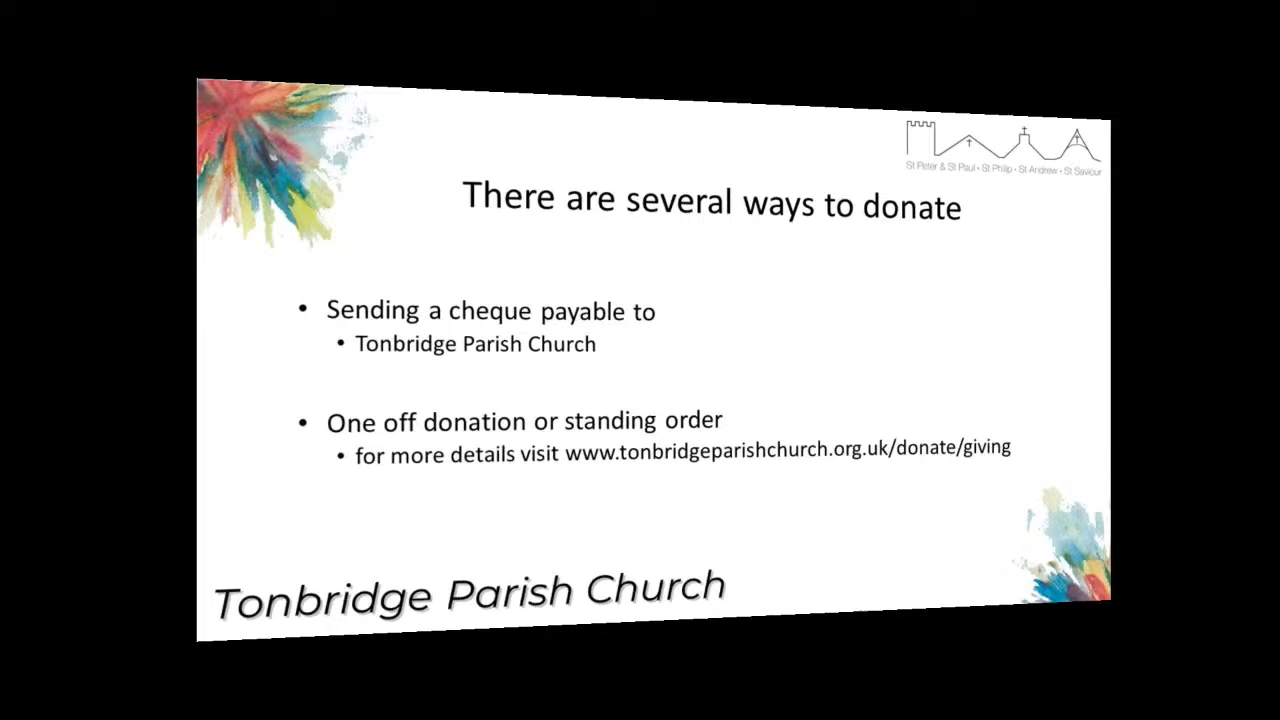 St Peter & St Paul • St Philip • St Andrew • St Saviour
There are several ways to donate
• Sending a cheque payable to
• Tonbridge Parish Church
• One off donation or standing order
• for more details visit www.tonbridgeparishchurch.org.uk/donate/giving
Tonbridge Parish Church